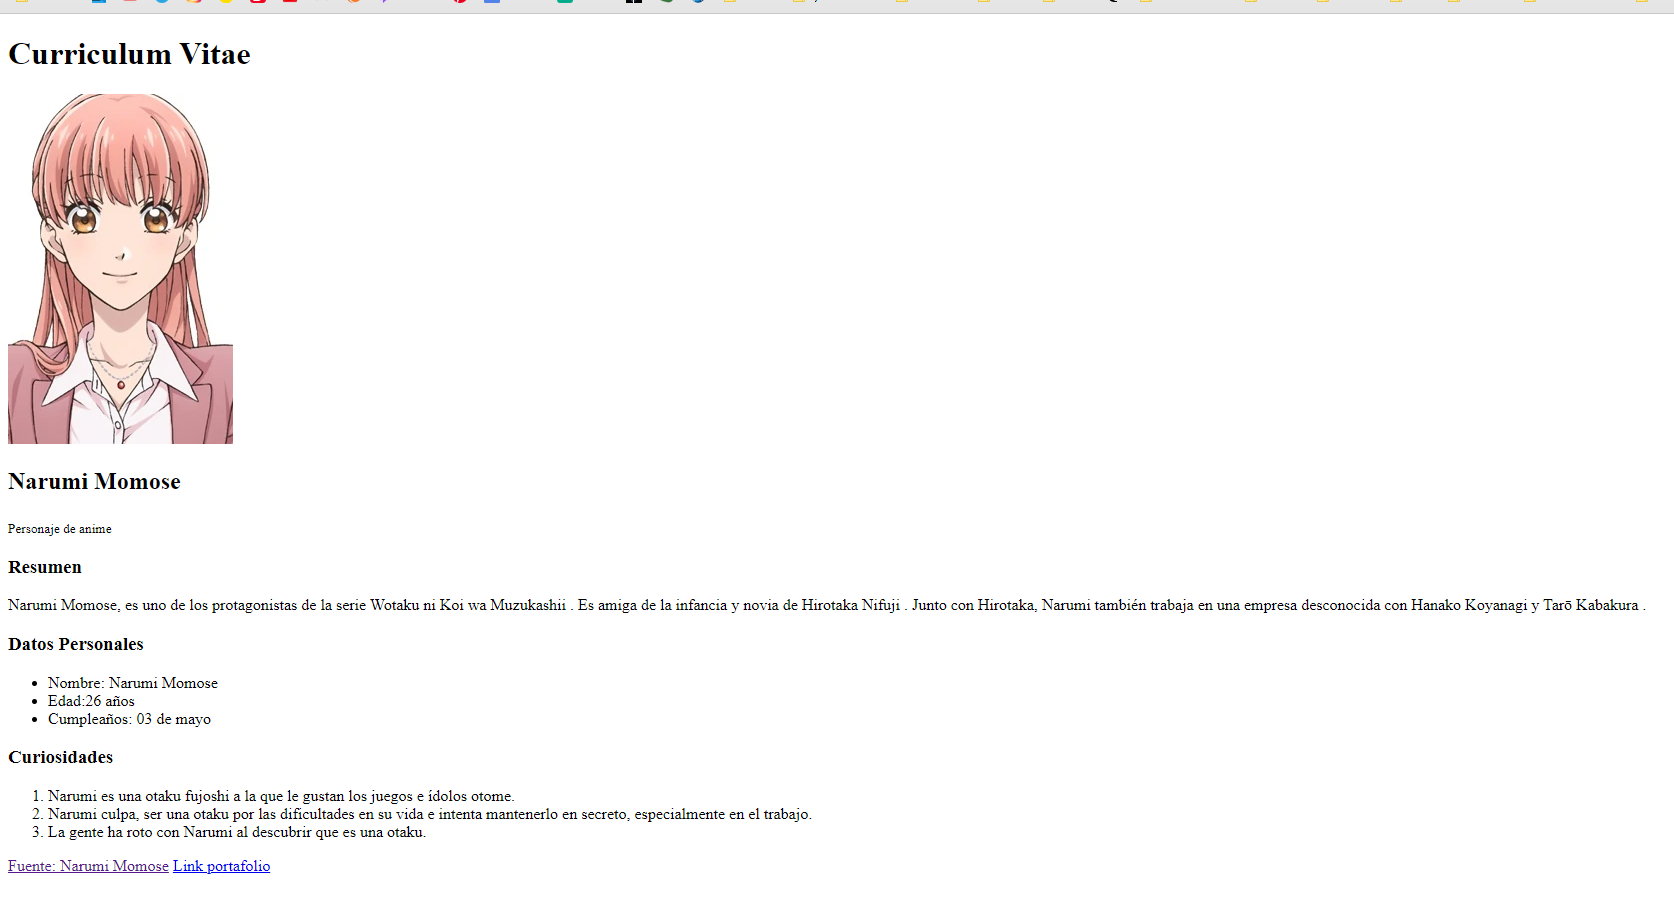 Curriculum Vitae
Narumi Momose
Personaje de anime
Resumen
Narumi Momose, es uno de los protagonistas de la serie Wotaku ni Koi wa Muzukashii . Es amiga de la infancia y novia de Hirotaka Nifuji . Junto con Hirotaka, Narumi también trabaja en una empresa desconocida con Hanako Koyanagi y Tarō Kabakura .
Datos Personales
Nombre: Narumi Momose
Edad:26 años
Cumpleaños: 03 de mayo
Curiosidades
1. Narumi es una otaku fujoshi a la que le gustan los juegos e ídolos otome.
2. Narumi culpa, ser una otaku por las dificultades en su vida e intenta mantenerlo en secreto, especialmente en el trabajo.
3. La gente ha roto con Narumi al descubrir que es una otaku.
Fuente: Narumi Momose Link portafolio